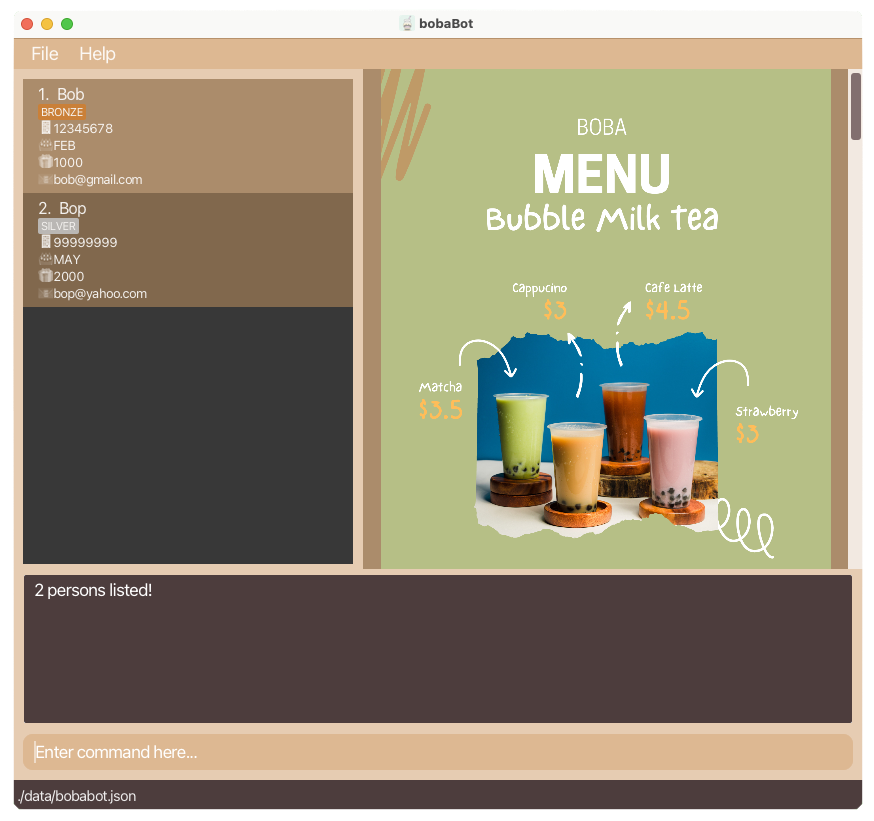 bobaBot
File Help
1. Bob
BRONZE
12345678
FEB
1000
bob@gmail.com
2. Bop
SILVER
99999999
MAY
2000
bop@yahoo.com
BOBA
MENU
Bubble Milk Tea
Cappucino
$3
Cafe Latte
$4.5
Matcha
$3.5
Strawberry
$3
2 persons listed!
Enter command here...
./data/bobabot.json